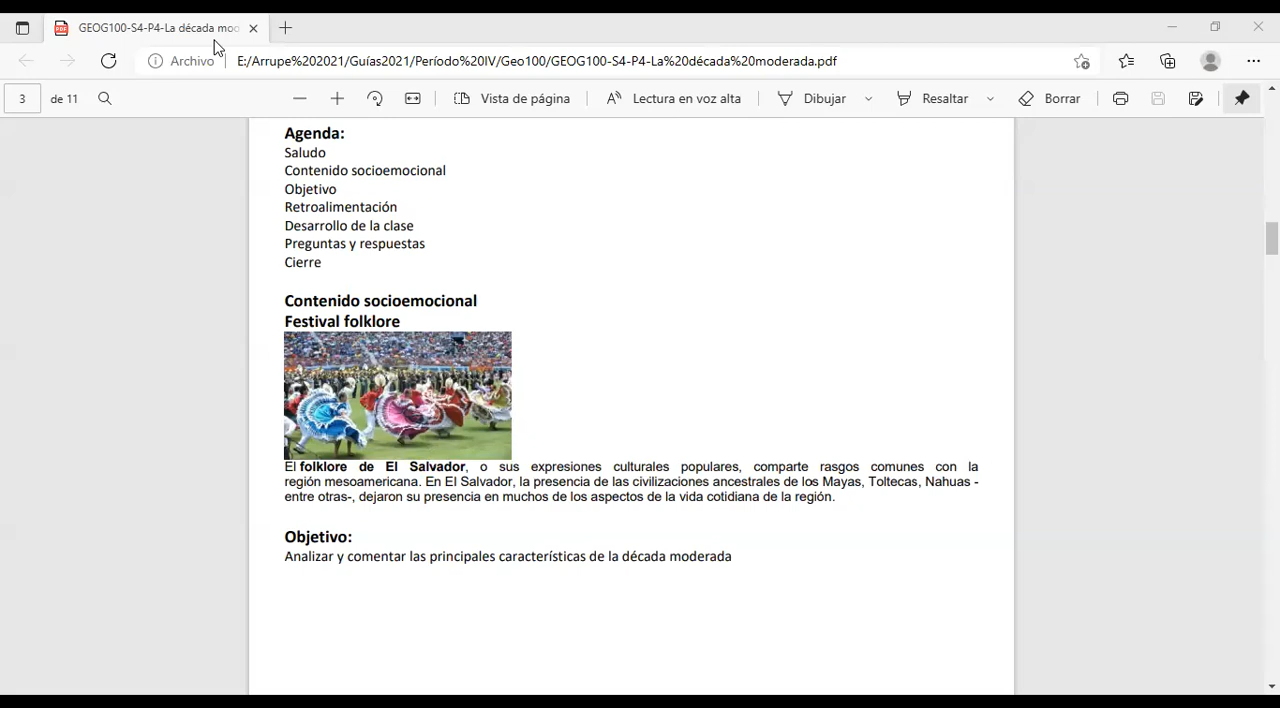 GEOG100-S4-P4-La década mod
Archivo
E:/Arrupe%202021/Guías2021/Período%20IV/Geo100/GEOG100-S4-P4-La%20década%20moderada.pdf
3 de 11
Vista de página
Lectura en voz alta
Dibujar
Resaltar
Borrar
Agenda:
Saludo
Contenido socioemocional
Objetivo
Retroalimentación
Desarrollo de la clase
Preguntas y respuestas
Cierre
Contenido socioemocional
Festival folklore
El folklore de El Salvador, o sus expresiones culturales populares, comparte rasgos comunes con la
región mesoamericana. En El Salvador, la presencia de las civilizaciones ancestrales de los Mayas, Toltecas, Nahuas -
entre otras-, dejaron su presencia en muchos de los aspectos de la vida cotidiana de la región.
Objetivo:
Analizar y comentar las principales características de la década moderada